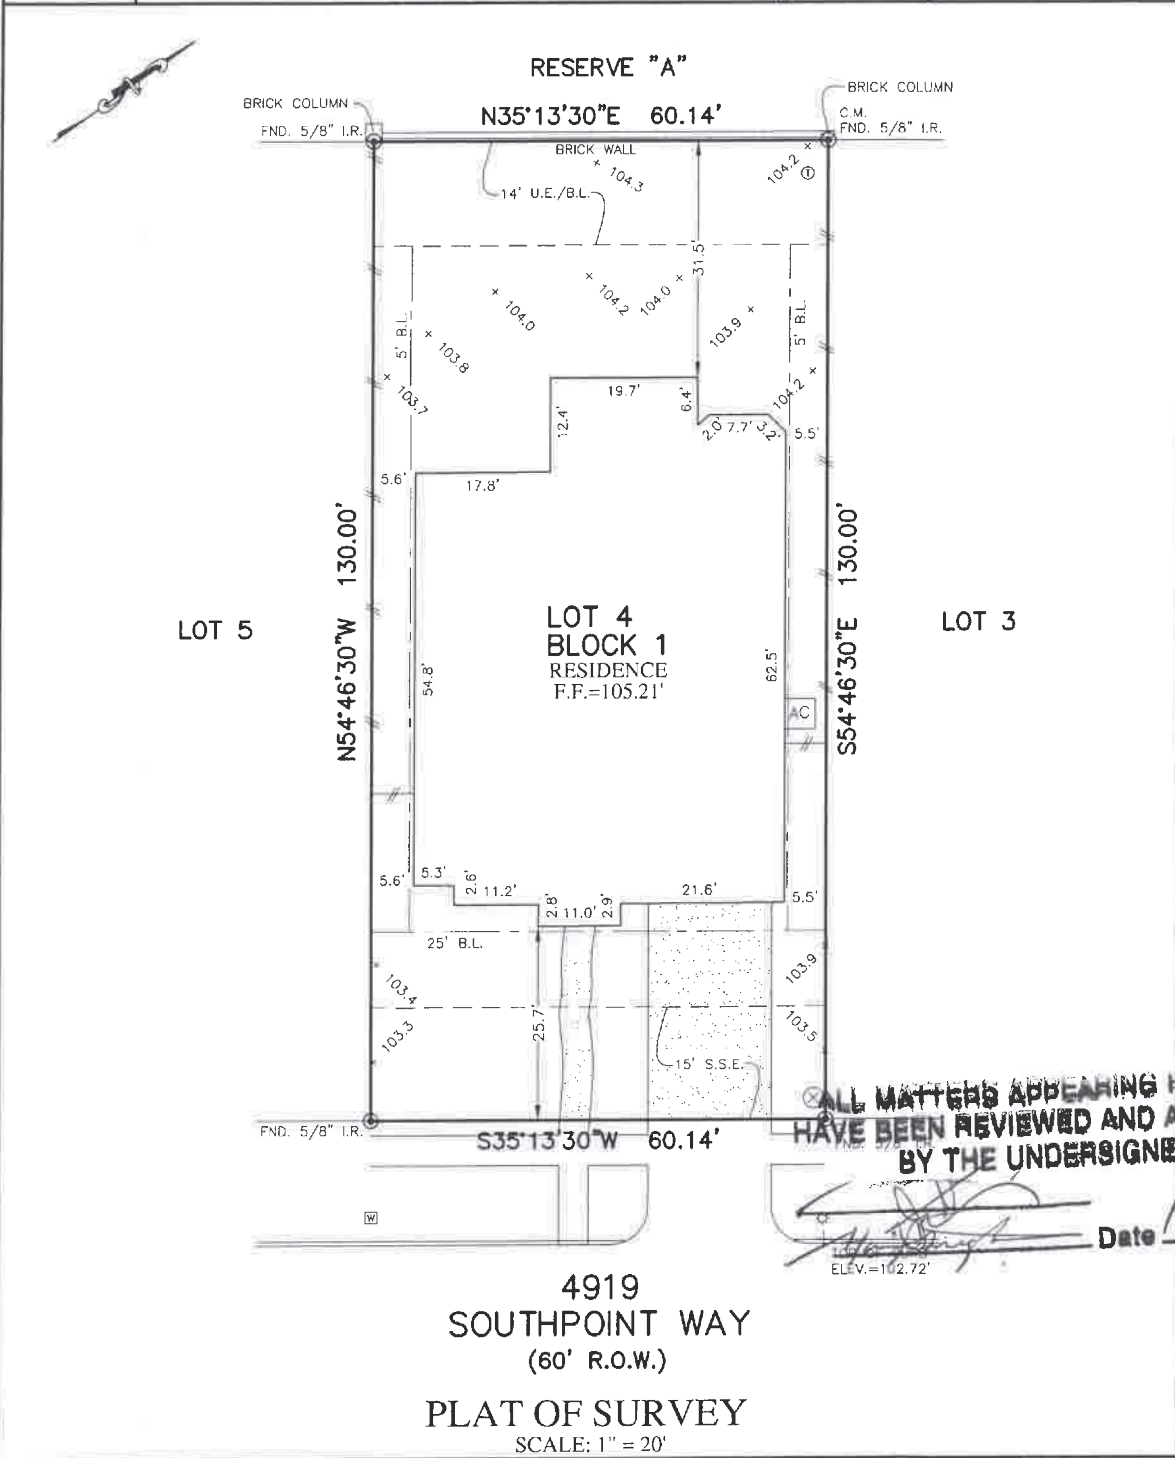 RESERVE "A"
BRICK COLUMN
BRICK COLUMN
N35°13'30"E 60.14'
C.M.
FND. 5/8" I.R.
FND. 5/8" I.R.
BRICK WALL
104.3
104.2
T
14' U.E./B.L.
31.5'
104.0
104.2
104.0
103.9
5' B.L.
5' B.L.
103.8
103.7
104.2
19.7'
6.4'
12.4'
2.0'
7.7'
3.2'
5.5'
5.6'
17.8'
N54°46'30"W 130.00'
S54°46'30"E 130.00'
LOT 5
LOT 4
BLOCK 1
RESIDENCE
F.F.=105.21'
LOT 3
54.8'
62.5'
AC
5.6'
5.3'
2.6'
11.2'
2.8'
11.0'
2.9'
21.6'
5.5'
25' B.L.
103.4
103.9
103.3
25.7'
103.5
15' S.S.E.
ALL MATTERS APPEARING
HAVE BEEN REVIEWED AND
BY THE UNDERSIGNE
FND. 5/8" I.R.
S35°13'30"W 60.14'
W
Date
ELEV.=102.72'
4919
SOUTHPOINT WAY
(60' R.O.W.)
PLAT OF SURVEY
SCALE: 1" = 20'